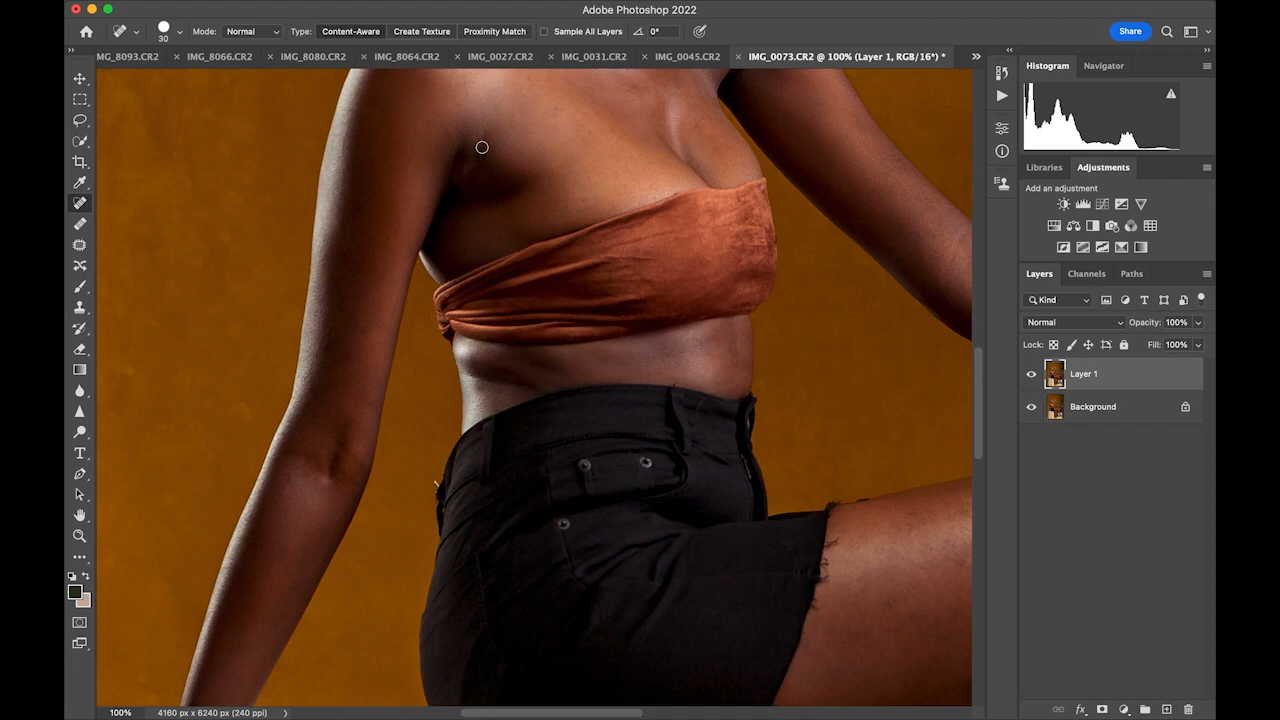 Adobe Photoshop 2022
30 Mode: Normal Type: Content-Aware Create Texture Proximity Match Sample All Layers 0° Share
IMG_8093.CR2 IMG_8066.CR2 IMG_8080.CR2 IMG_8064.CR2 IMG_0027.CR2 IMG_0031.CR2 IMG_0045.CR2 IMG_0073.CR2 @ 100% (Layer 1, RGB/16*) *
Histogram Navigator
Libraries Adjustments
Add an adjustment
Layers Channels Paths
Kind
Normal Opacity: 100%
Lock: Fill: 100%
Layer 1
Background
100% 4160 px x 6240 px (240 ppi)